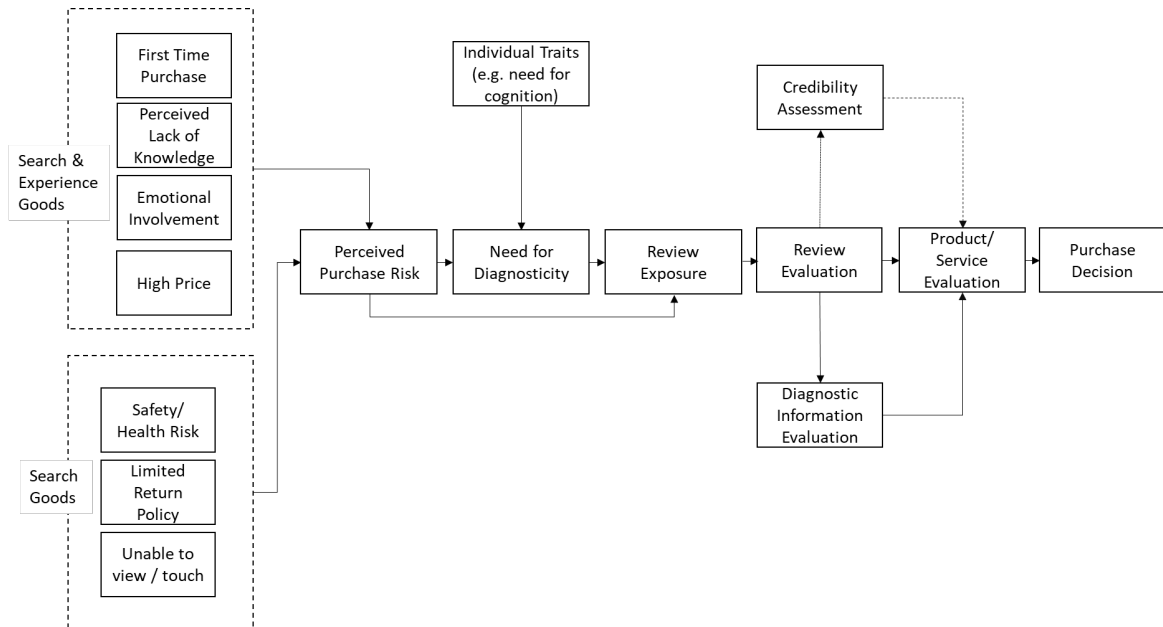 First Time
Purchase
Perceived
Lack of
Knowledge
Search &
Experience
Goods
Emotional
Involvement
High Price
Safety/
Health Risk
Search
Goods
Limited
Return
Policy
Unable to
view / touch
Perceived
Purchase Risk
Individual Traits
(e.g. need for
cognition)
Need for
Diagnosticity
Review
Exposure
Credibility
Assessment
Review
Evaluation
Diagnostic
Information
Evaluation
Product/
Service
Evaluation
Purchase
Decision